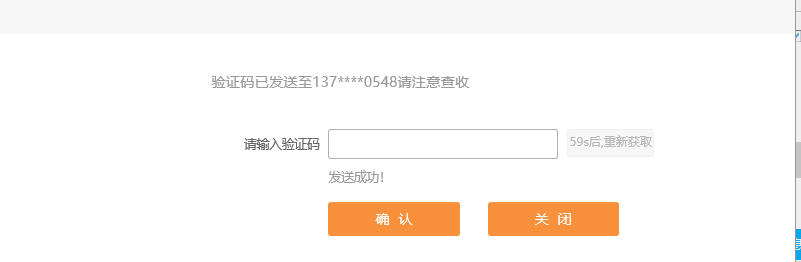 验证码已发送至137****0548请注意查收
请输入验证码 59s后,重新获取
发送成功!
确 认 关 闭